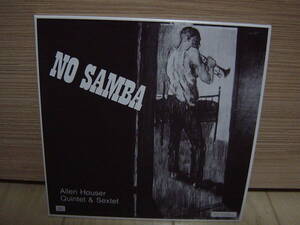 NO SAMBA
Allen Houser
Quintet & Sextet